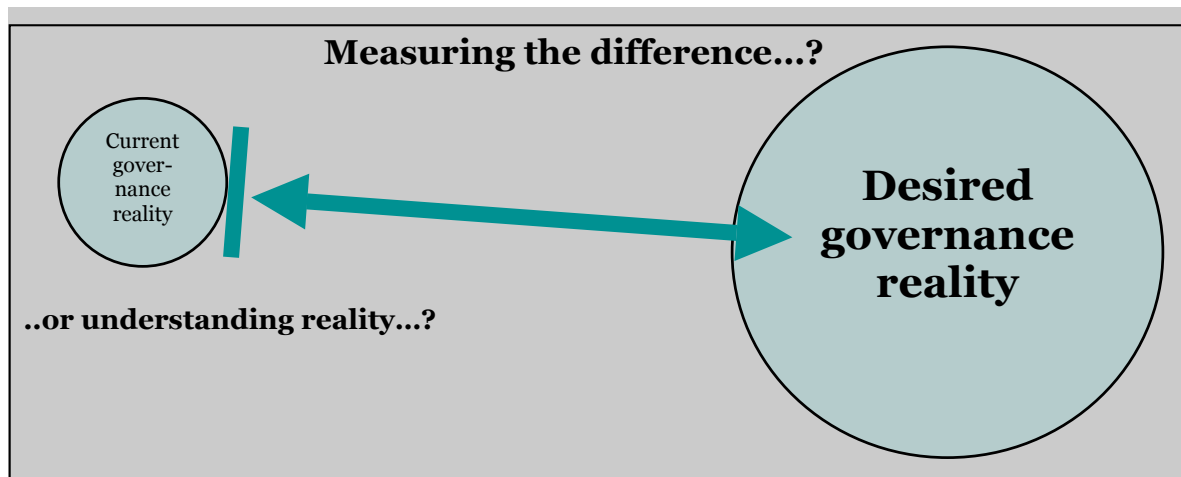 Measuring the difference...?
Current
gover-
nance
reality
Desired
governance
reality
..or understanding reality...?